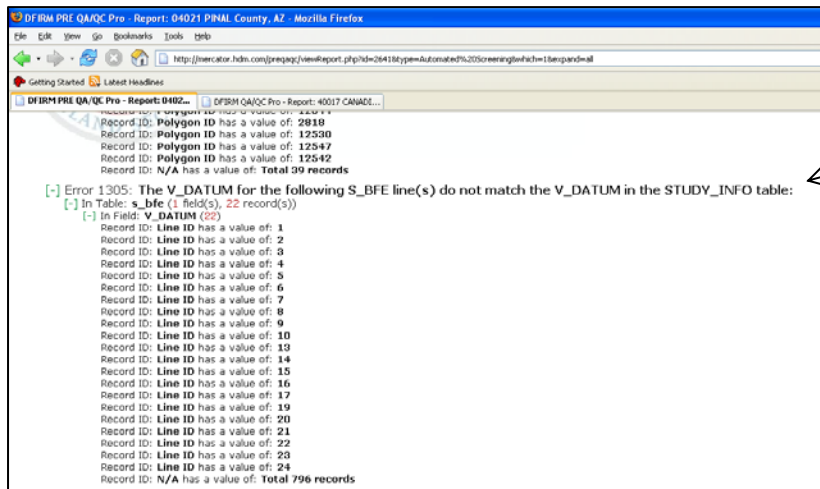 DFIRM PRE QA/QC Pro - Report: 04021 PINAL County, AZ - Mozilla Firefox
File Edit View Go Bookmarks Tools Help
http://mercator.hdm.com/preqaqc/viewReport.php?id=2641&type=Automated%20Screening&which=1&expand=all
Getting Started Latest Headlines
DFIRM PRE QA/QC Pro - Report: 0402... DFIRM QA/QC Pro - Report: 40017 CANADI...
Record ID: Polygon ID has a value of:
Record ID: Polygon ID has a value of: 2818
Record ID: Polygon ID has a value of: 12530
Record ID: Polygon ID has a value of: 12547
Record ID: Polygon ID has a value of: 12542
Record ID: N/A has a value of: Total 39 records
[-] Error 1305: The V_DATUM for the following S_BFE line(s) do not match the V_DATUM in the STUDY_INFO table:
[-] In Table: s_bfe (1 field(s), 22 record(s))
[-] In Field: V_DATUM (22)
Record ID: Line ID has a value of: 1
Record ID: Line ID has a value of: 2
Record ID: Line ID has a value of: 3
Record ID: Line ID has a value of: 4
Record ID: Line ID has a value of: 5
Record ID: Line ID has a value of: 6
Record ID: Line ID has a value of: 7
Record ID: Line ID has a value of: 8
Record ID: Line ID has a value of: 9
Record ID: Line ID has a value of: 10
Record ID: Line ID has a value of: 13
Record ID: Line ID has a value of: 14
Record ID: Line ID has a value of: 15
Record ID: Line ID has a value of: 16
Record ID: Line ID has a value of: 17
Record ID: Line ID has a value of: 19
Record ID: Line ID has a value of: 20
Record ID: Line ID has a value of: 21
Record ID: Line ID has a value of: 22
Record ID: Line ID has a value of: 23
Record ID: Line ID has a value of: 24
Record ID: N/A has a value of: Total 796 records